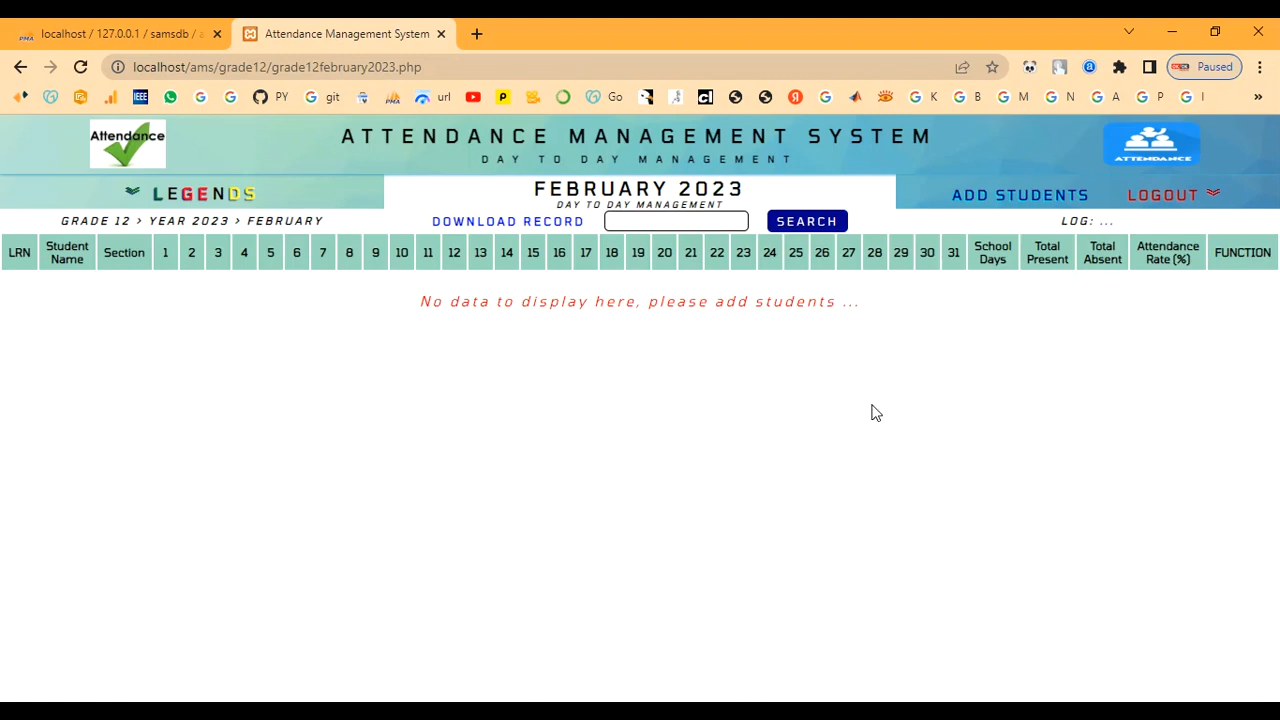 localhost / 127.0.0.1 / samsdb / a
Attendance Management System
localhost/ams/grade12/grade12february2023.php
Paused
IEEE
PY
git
url
Go
K
B
M
N
A
P
I
Attendance
ATTENDANCE MANAGEMENT SYSTEM
DAY TO DAY MANAGEMENT
ATTENDANCE
LEGENDS
FEBRUARY 2023
DAY TO DAY MANAGEMENT
ADD STUDENTS
LOGOUT
GRADE 12 > YEAR 2023 > FEBRUARY
DOWNLOAD RECORD
SEARCH
LOG: ...
LRN
Student
Name
Section
1 2 3 4 5 6 7 8 9 10 11 12 13 14 15 16 17 18 19 20 21 22 23 24 25 26 27 28 29 30 31
School
Days
Total
Present
Total
Absent
Attendance
Rate (%)
FUNCTION
No data to display here, please add students ...